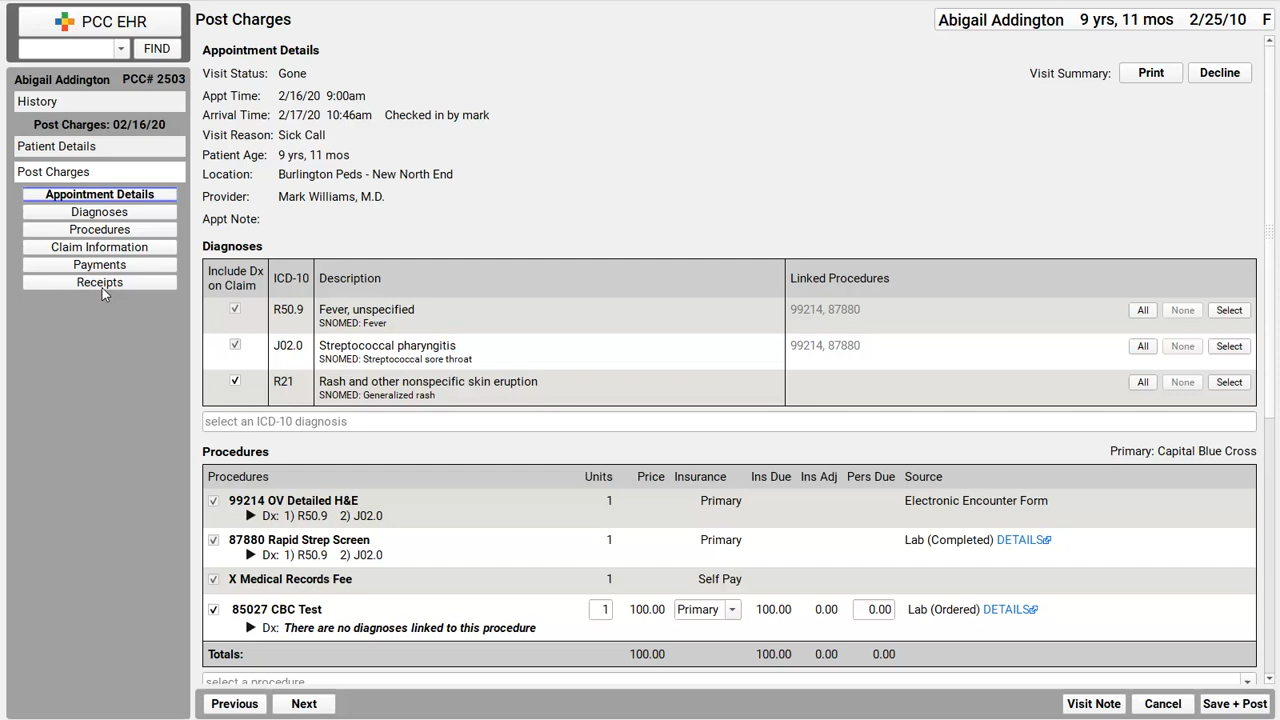 PCC EHR
FIND
Abigail Addington PCC# 2503
History
Post Charges: 02/16/20
Patient Details
Post Charges
Appointment Details
Diagnoses
Procedures
Claim Information
Payments
Receipts
Post Charges
Abigail Addington 9 yrs, 11 mos 2/25/10 F
Appointment Details
Visit Status: Gone
Visit Summary: Print Decline
Appt Time: 2/16/20 9:00am
Arrival Time: 2/17/20 10:46am Checked in by mark
Visit Reason: Sick Call
Patient Age: 9 yrs, 11 mos
Location: Burlington Peds - New North End
Provider: Mark Williams, M.D.
Appt Note:
Diagnoses
Include Dx on Claim ICD-10 Description Linked Procedures
R50.9 Fever, unspecified 99214, 87880 All None Select
SNOMED: Fever
J02.0 Streptococcal pharyngitis 99214, 87880 All None Select
SNOMED: Streptococcal sore throat
R21 Rash and other nonspecific skin eruption All None Select
SNOMED: Generalized rash
select an ICD-10 diagnosis
Procedures Primary: Capital Blue Cross
Procedures Units Price Insurance Ins Due Ins Adj Pers Due Source
99214 OV Detailed H&E 1 Primary Electronic Encounter Form
Dx: 1) R50.9 2) J02.0
87880 Rapid Strep Screen 1 Primary Lab (Completed) DETAILS
Dx: 1) R50.9 2) J02.0
X Medical Records Fee 1 Self Pay
85027 CBC Test 1 100.00 Primary 100.00 0.00 0.00 Lab (Ordered) DETAILS
Dx: There are no diagnoses linked to this procedure
Totals: 100.00 100.00 0.00 0.00
select a procedure
Previous Next Visit Note Cancel Save + Post